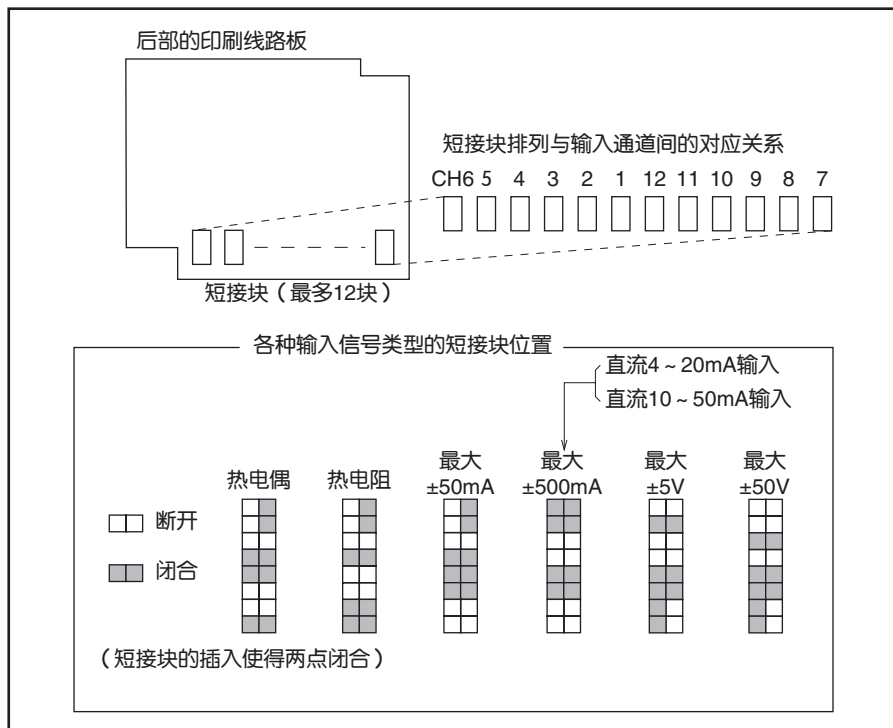 后部的印刷线路板
短接块排列与输入通道间的对应关系
CH6 5 4 3 2 1 12 11 10 9 8 7
短接块（最多12块）
各种输入信号类型的短接块位置
直流4~20mA输入
直流10~50mA输入
热电偶 热电阻 最大 最大 最大 最大
±50mA ±500mA ±5V ±50V
断开
闭合
（短接块的插入使得两点闭合）